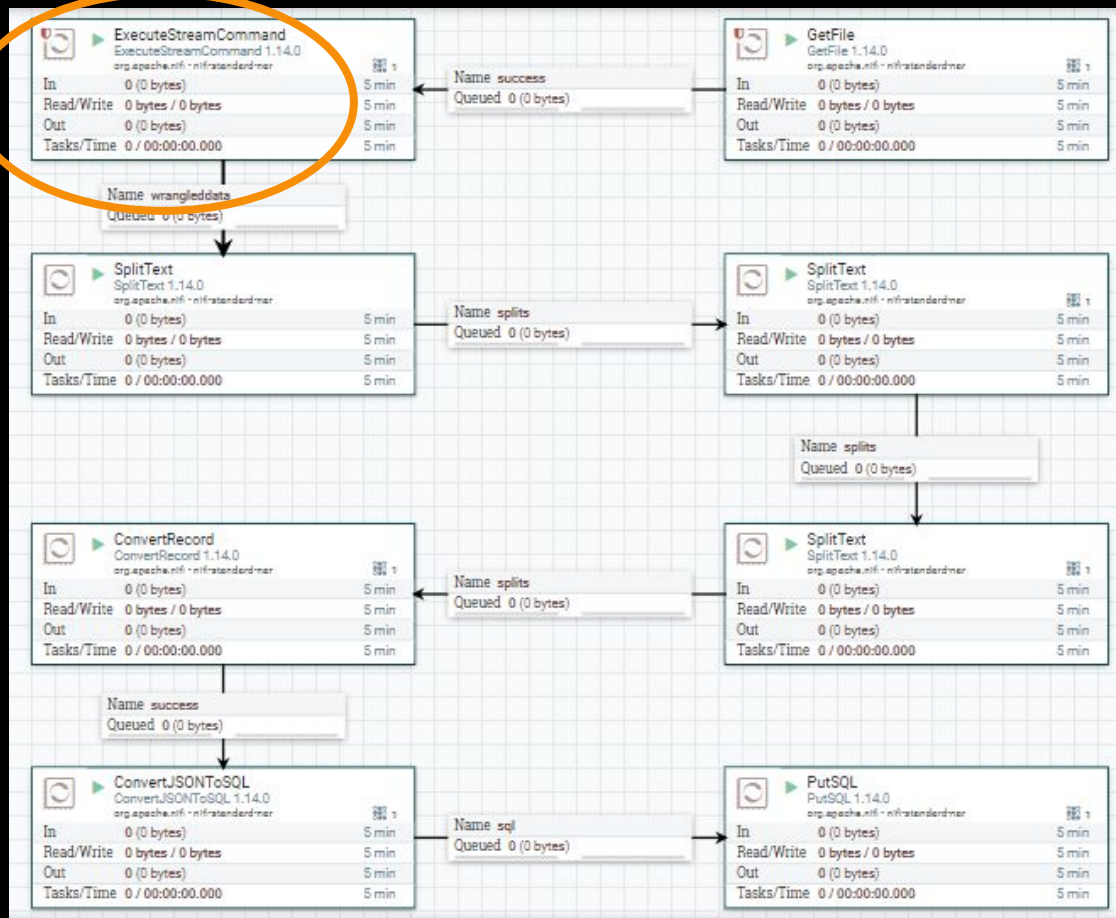 ExecuteStreamCommand
ExecuteStreamCommand 1.14.0
org.apache.nifi - nifi-standard-nar
1
In 0 (0 bytes) 5 min
Read/Write 0 bytes / 0 bytes 5 min
Out 0 (0 bytes) 5 min
Tasks/Time 0 / 00:00:00.000 5 min
Name success
Queued 0 (0 bytes)
GetFile
GetFile 1.14.0
org.apache.nifi - nifi-standard-nar
1
In 0 (0 bytes) 5 min
Read/Write 0 bytes / 0 bytes 5 min
Out 0 (0 bytes) 5 min
Tasks/Time 0 / 00:00:00.000 5 min
Name wrangleddata
Queued 0 (0 bytes)
SplitText
SplitText 1.14.0
org.apache.nifi - nifi-standard-nar
In 0 (0 bytes) 5 min
Read/Write 0 bytes / 0 bytes 5 min
Out 0 (0 bytes) 5 min
Tasks/Time 0 / 00:00:00.000 5 min
Name splits
Queued 0 (0 bytes)
SplitText
SplitText 1.14.0
org.apache.nifi - nifi-standard-nar
1
In 0 (0 bytes) 5 min
Read/Write 0 bytes / 0 bytes 5 min
Out 0 (0 bytes) 5 min
Tasks/Time 0 / 00:00:00.000 5 min
Name splits
Queued 0 (0 bytes)
ConvertRecord
ConvertRecord 1.14.0
org.apache.nifi - nifi-standard-nar
1
In 0 (0 bytes) 5 min
Read/Write 0 bytes / 0 bytes 5 min
Out 0 (0 bytes) 5 min
Tasks/Time 0 / 00:00:00.000 5 min
Name splits
Queued 0 (0 bytes)
SplitText
SplitText 1.14.0
org.apache.nifi - nifi-standard-nar
1
In 0 (0 bytes) 5 min
Read/Write 0 bytes / 0 bytes 5 min
Out 0 (0 bytes) 5 min
Tasks/Time 0 / 00:00:00.000 5 min
Name success
Queued 0 (0 bytes)
ConvertJSONToSQL
ConvertJSONToSQL 1.14.0
org.apache.nifi - nifi-standard-nar
1
In 0 (0 bytes) 5 min
Read/Write 0 bytes / 0 bytes 5 min
Out 0 (0 bytes) 5 min
Tasks/Time 0 / 00:00:00.000 5 min
Name sql
Queued 0 (0 bytes)
PutSQL
PutSQL 1.14.0
org.apache.nifi - nifi-standard-nar
1
In 0 (0 bytes) 5 min
Read/Write 0 bytes / 0 bytes 5 min
Out 0 (0 bytes) 5 min
Tasks/Time 0 / 00:00:00.000 5 min